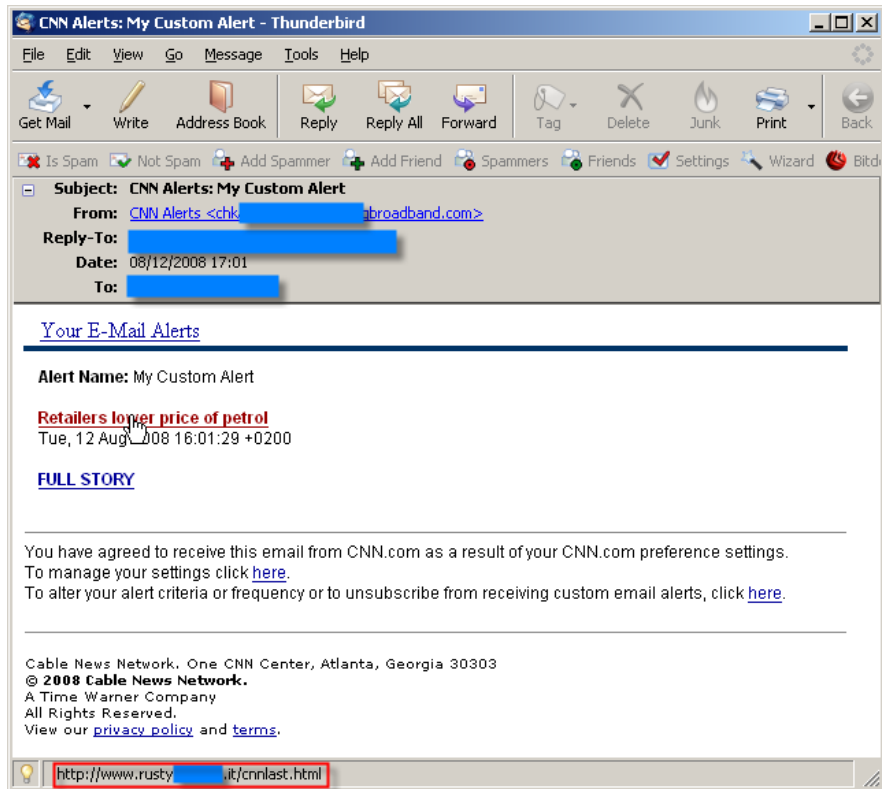 CNN Alerts: My Custom Alert - Thunderbird
File Edit View Go Message Tools Help
Get Mail Write Address Book Reply Reply All Forward Tag Delete Junk Print Back
Is Spam Not Spam Add Spammer Add Friend Spammers Friends Settings Wizard Bitd
Subject: CNN Alerts: My Custom Alert
From: CNN Alerts <chk gbroadband.com>
Reply-To:
Date: 08/12/2008 17:01
To:
Your E-Mail Alerts
Alert Name: My Custom Alert
Retailers lower price of petrol
Tue, 12 Aug 2008 16:01:29 +0200
FULL STORY
You have agreed to receive this email from CNN.com as a result of your CNN.com preference settings.
To manage your settings click here.
To alter your alert criteria or frequency or to unsubscribe from receiving custom email alerts, click here.
Cable News Network. One CNN Center, Atlanta, Georgia 30303
© 2008 Cable News Network.
A Time Warner Company
All Rights Reserved.
View our privacy policy and terms.
http://www.rusty .it/cnnlast.html